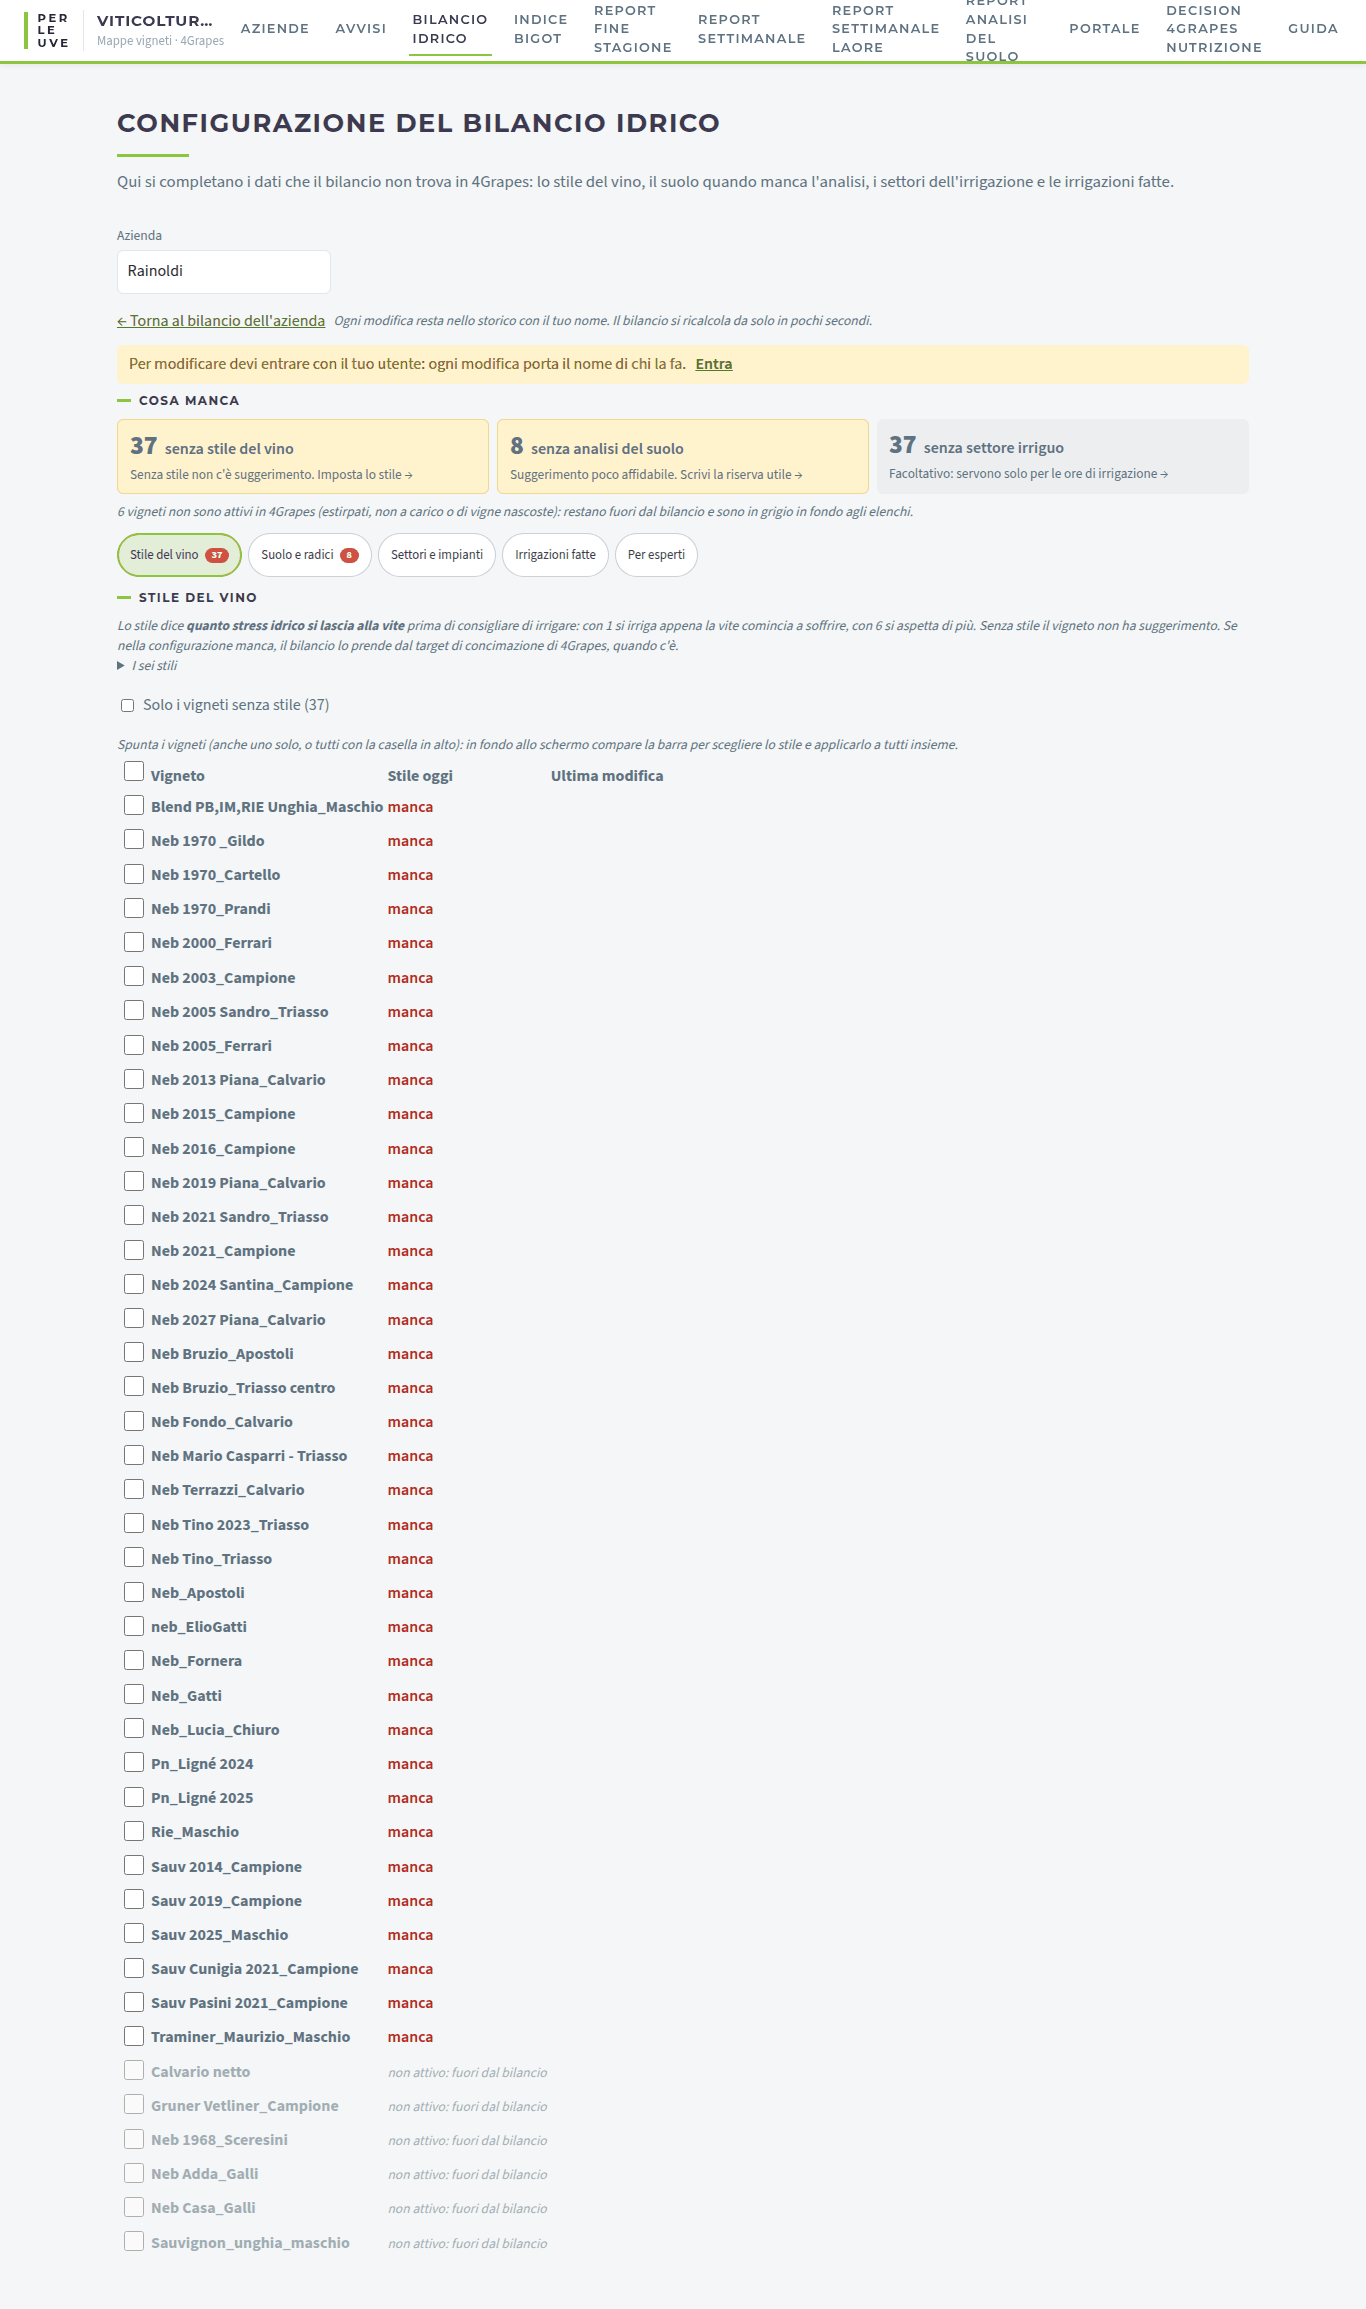 PER
LE
UVE
VITICOLTUR...
Mappe vigneti · 4Grapes
AZIENDE
AVVISI
BILANCIO
IDRICO
INDICE
BIGOT
REPORT
FINE
STAGIONE
REPORT
SETTIMANALE
REPORT
SETTIMANALE
LAORE
REPORT
ANALISI
DEL
SUOLO
PORTALE
DECISION
4GRAPES
NUTRIZIONE
GUIDA
CONFIGURAZIONE DEL BILANCIO IDRICO
Qui si completano i dati che il bilancio non trova in 4Grapes: lo stile del vino, il suolo quando manca l'analisi, i settori dell'irrigazione e le irrigazioni fatte.
Azienda
Rainoldi
← Torna al bilancio dell'azienda Ogni modifica resta nello storico con il tuo nome. Il bilancio si ricalcola da solo in pochi secondi.
Per modificare devi entrare con il tuo utente: ogni modifica porta il nome di chi la fa. Entra
COSA MANCA
37 senza stile del vino
Senza stile non c'è suggerimento. Imposta lo stile →
8 senza analisi del suolo
Suggerimento poco affidabile. Scrivi la riserva utile →
37 senza settore irriguo
Facoltativo: servono solo per le ore di irrigazione →
6 vigneti non sono attivi in 4Grapes (estirpati, non a carico o di vigne nascoste): restano fuori dal bilancio e sono in grigio in fondo agli elenchi.
Stile del vino 37
Suolo e radici 8
Settori e impianti
Irrigazioni fatte
Per esperti
STILE DEL VINO
Lo stile dice quanto stress idrico si lascia alla vite prima di consigliare di irrigare: con 1 si irriga appena la vite comincia a soffrire, con 6 si aspetta di più. Senza stile il vigneto non ha suggerimento. Se
nella configurazione manca, il bilancio lo prende dal target di concimazione di 4Grapes, quando c'è.
▶ I sei stili
Solo i vigneti senza stile (37)
Spunta i vigneti (anche uno solo, o tutti con la casella in alto): in fondo allo schermo compare la barra per scegliere lo stile e applicarlo a tutti insieme.
Vigneto Stile oggi Ultima modifica
Blend PB,IM,RIE Unghia_Maschio manca
Neb 1970 _Gildo manca
Neb 1970_Cartello manca
Neb 1970_Prandi manca
Neb 2000_Ferrari manca
Neb 2003_Campione manca
Neb 2005 Sandro_Triasso manca
Neb 2005_Ferrari manca
Neb 2013 Piana_Calvario manca
Neb 2015_Campione manca
Neb 2016_Campione manca
Neb 2019 Piana_Calvario manca
Neb 2021 Sandro_Triasso manca
Neb 2021_Campione manca
Neb 2024 Santina_Campione manca
Neb 2027 Piana_Calvario manca
Neb Bruzio_Apostoli manca
Neb Bruzio_Triasso centro manca
Neb Fondo_Calvario manca
Neb Mario Casparri - Triasso manca
Neb Terrazzi_Calvario manca
Neb Tino 2023_Triasso manca
Neb Tino_Triasso manca
Neb_Apostoli manca
neb_ElioGatti manca
Neb_Fornera manca
Neb_Gatti manca
Neb_Lucia_Chiuro manca
Pn_Ligné 2024 manca
Pn_Ligné 2025 manca
Rie_Maschio manca
Sauv 2014_Campione manca
Sauv 2019_Campione manca
Sauv 2025_Maschio manca
Sauv Cunigia 2021_Campione manca
Sauv Pasini 2021_Campione manca
Traminer_Maurizio_Maschio manca
Calvario netto non attivo: fuori dal bilancio
Gruner Vetliner_Campione non attivo: fuori dal bilancio
Neb 1968_Sceresini non attivo: fuori dal bilancio
Neb Adda_Galli non attivo: fuori dal bilancio
Neb Casa_Galli non attivo: fuori dal bilancio
Sauvignon_unghia_maschio non attivo: fuori dal bilancio